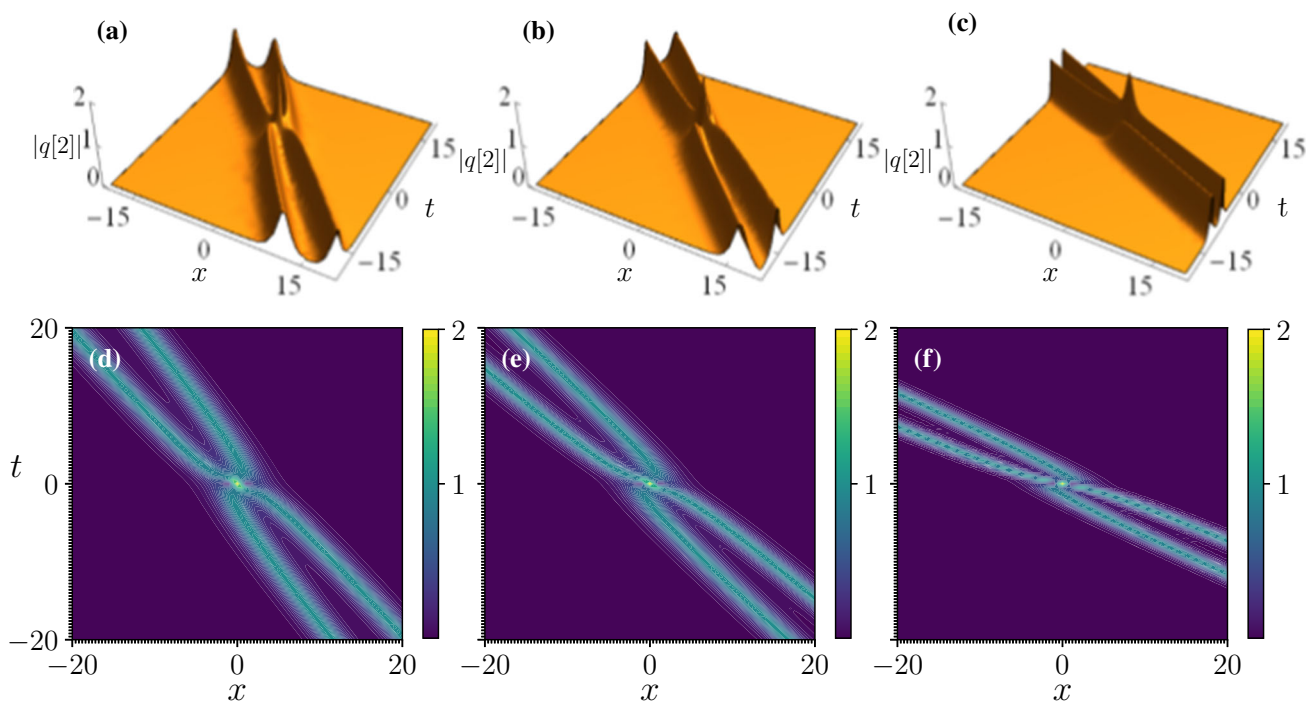 (a) (b) (c)
2 2 2
|q[2]| 1 |q[2]| 1 |q[2]| 1
0 0 0
15 15 15
0 t 0 t 0 t
−15 −15 −15
−15 −15 −15
0 0 0
x x x
15 15 15
20 2 2 2
(d) (e) (f)
t 0 1 1 1
−20
−20 0 20 −20 0 20 −20 0 20
x x x